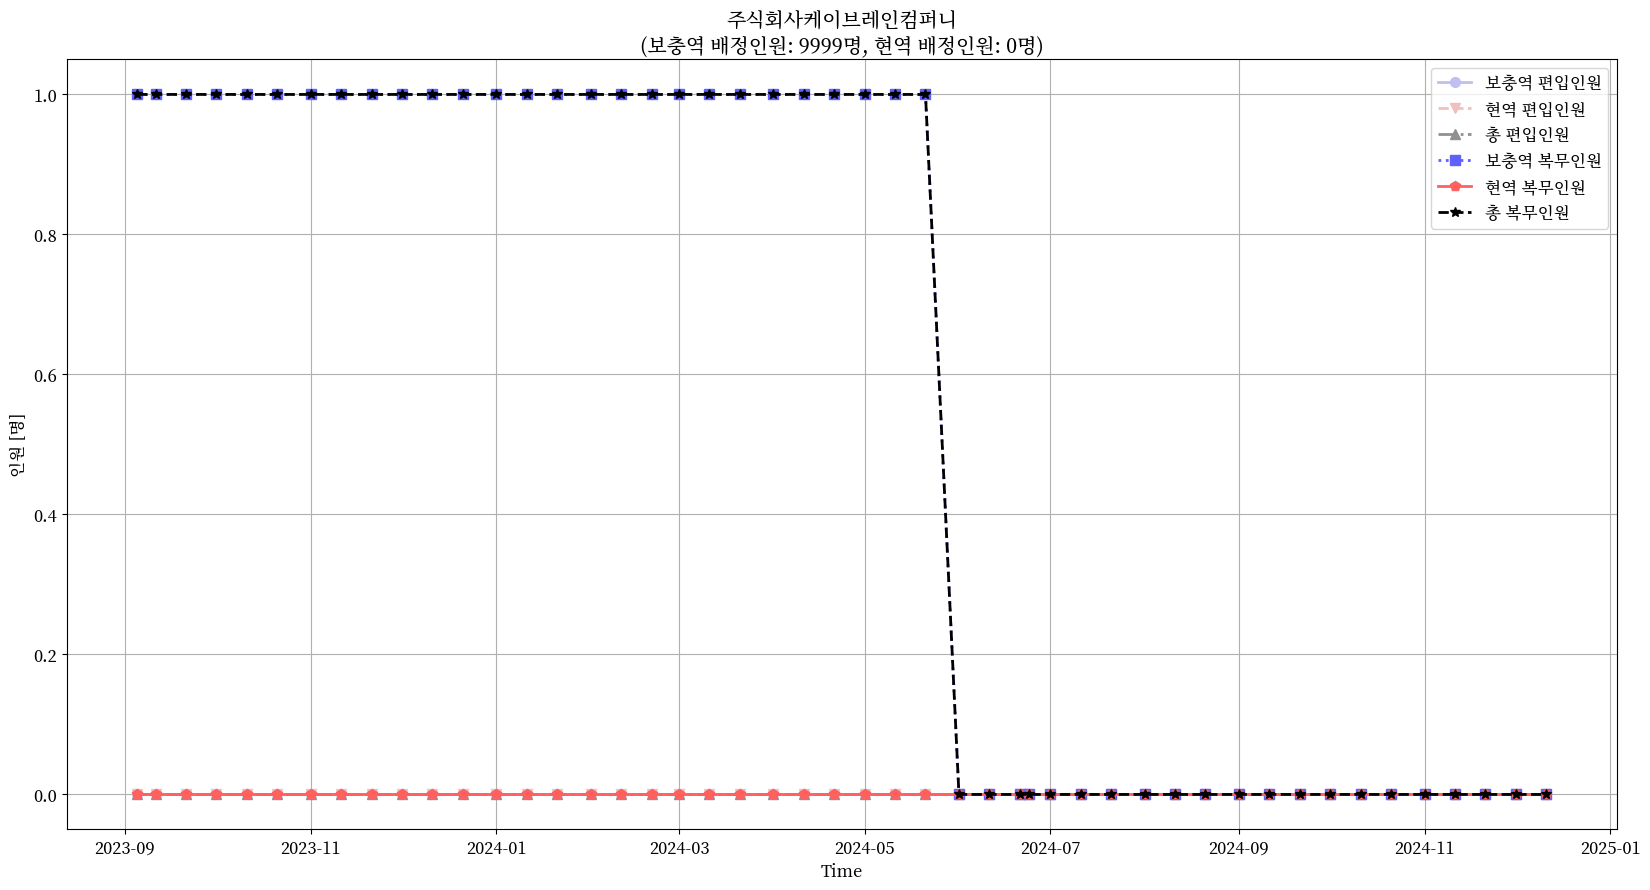 주식회사케이브레인컴퍼니
(보충역 배정인원: 9999명, 현역 배정인원: 0명)
보충역 편입인원
현역 편입인원
총 편입인원
보충역 복무인원
현역 복무인원
총 복무인원
인원 [명]
1.0
0.8
0.6
0.4
0.2
0.0
2023-09
2023-11
2024-01
2024-03
2024-05
2024-07
2024-09
2024-11
2025-01
Time